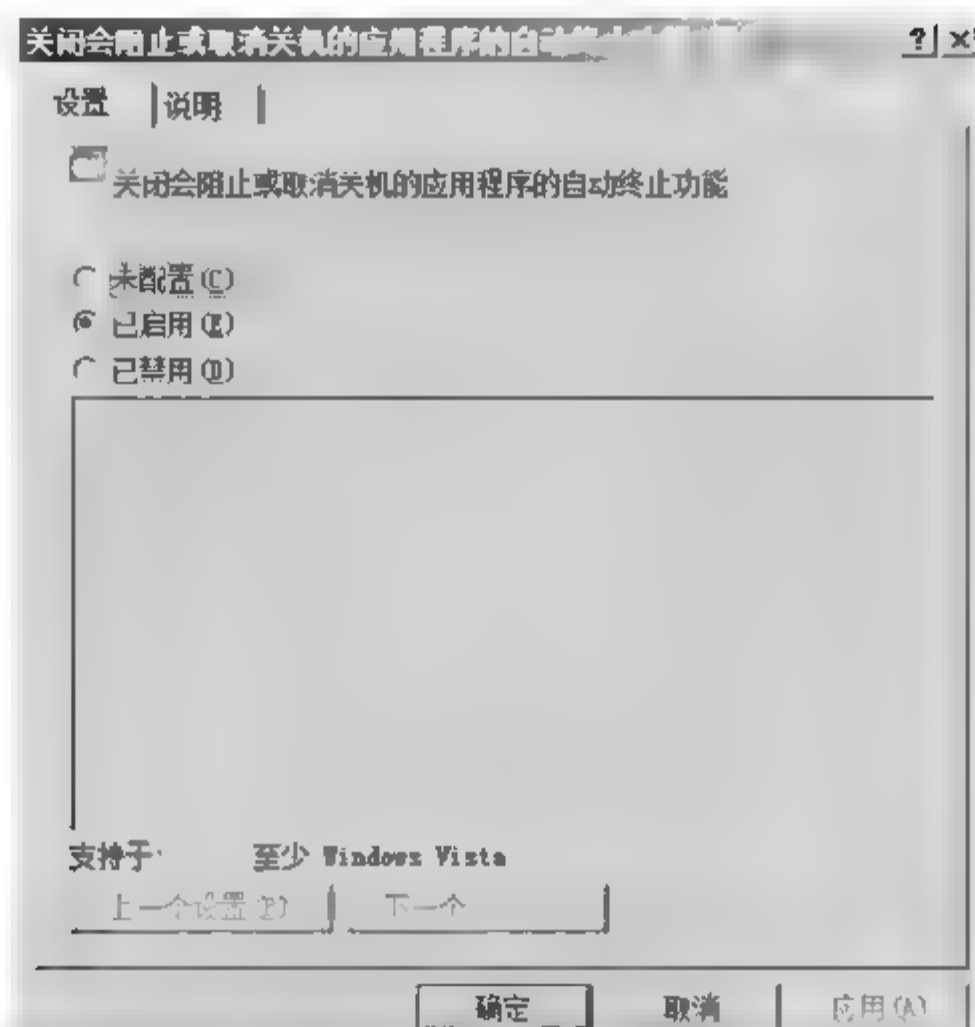 关闭会阻止或取消关机的应用程序的自动
? ×
设置 说明
关闭会阻止或取消关机的应用程序的自动终止功能
未配置(C)
已启用(E)
已禁用(D)
支持于: 至少 Windows Vista
上一个设置(P) 下一个
确定 取消 应用(A)